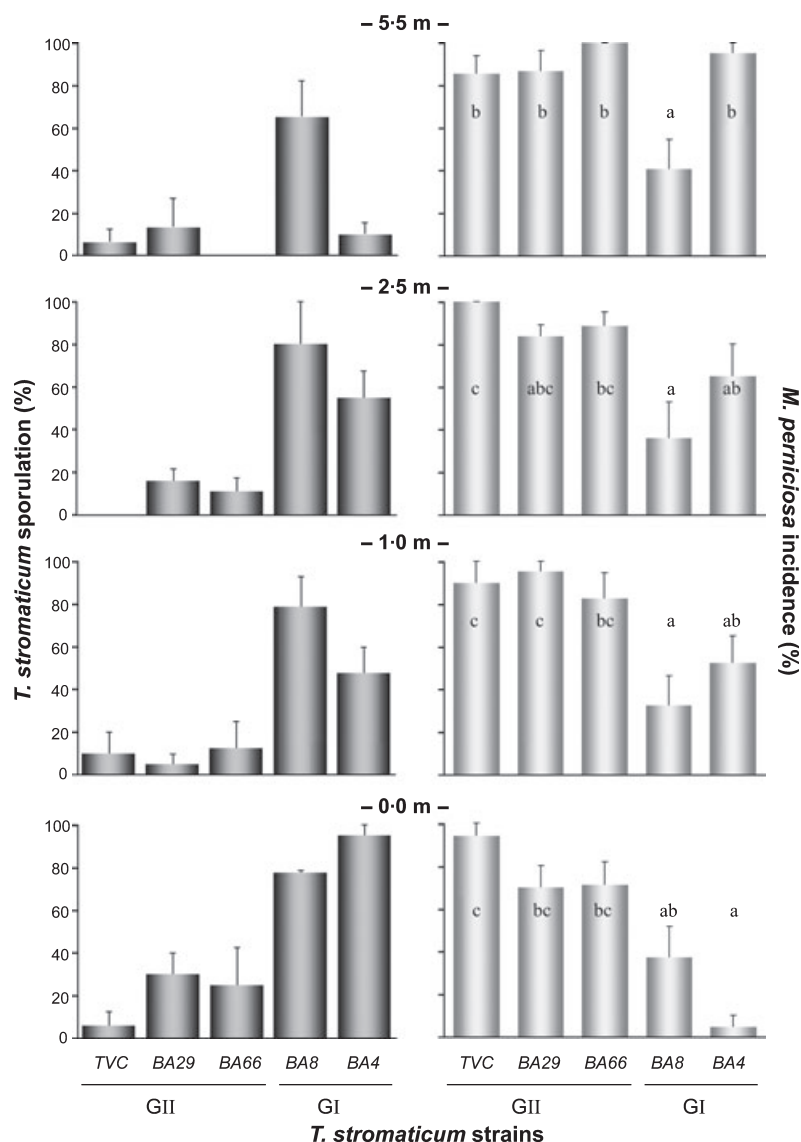 – 5·5 m –
100
80
60
40
20
0
b b b a b
– 2·5 m –
100
80
60
40
20
0
c abc bc a ab
– 1·0 m –
100
80
60
40
20
0
c c bc a ab
– 0·0 m –
100
80
60
40
20
0
c bc bc ab a
T. stromaticum sporulation (%)
M. perniciosa incidence (%)
TVC BA29 BA66 BA8 BA4 TVC BA29 BA66 BA8 BA4
GII GI GII GI
T. stromaticum strains